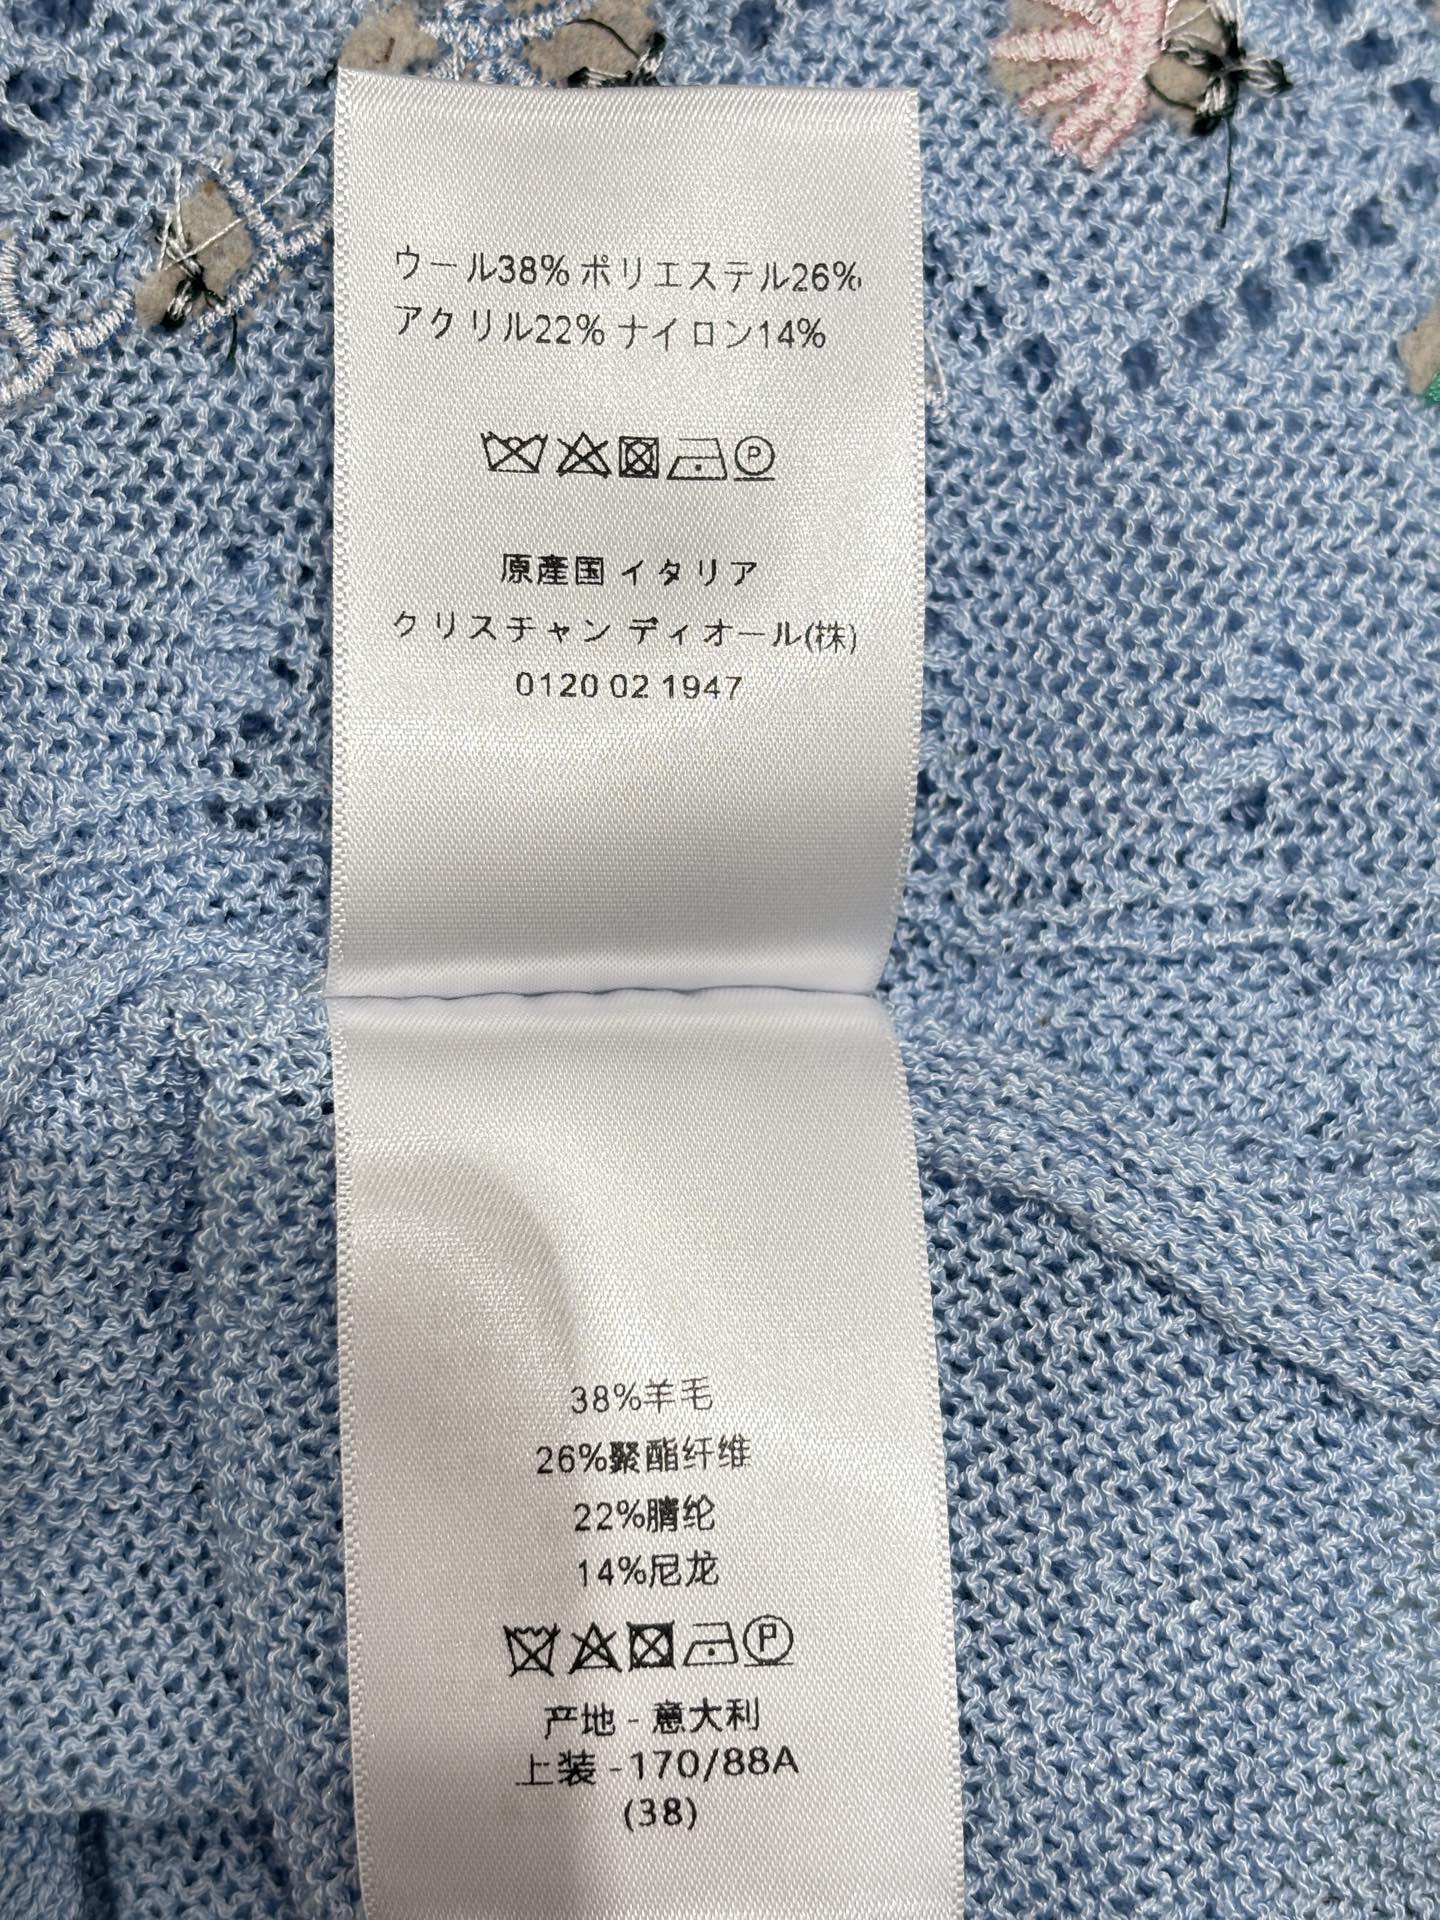 ウール38% ポリエステル26%
アクリル22% ナイロン14%
P
原産国 イタリア
クリスチャン ディオール(株)
0120 02 1947
38%羊毛
26%聚酯纤维
22%腈纶
14%尼龙
P
产地 - 意大利
上装 -170/88A
(38)